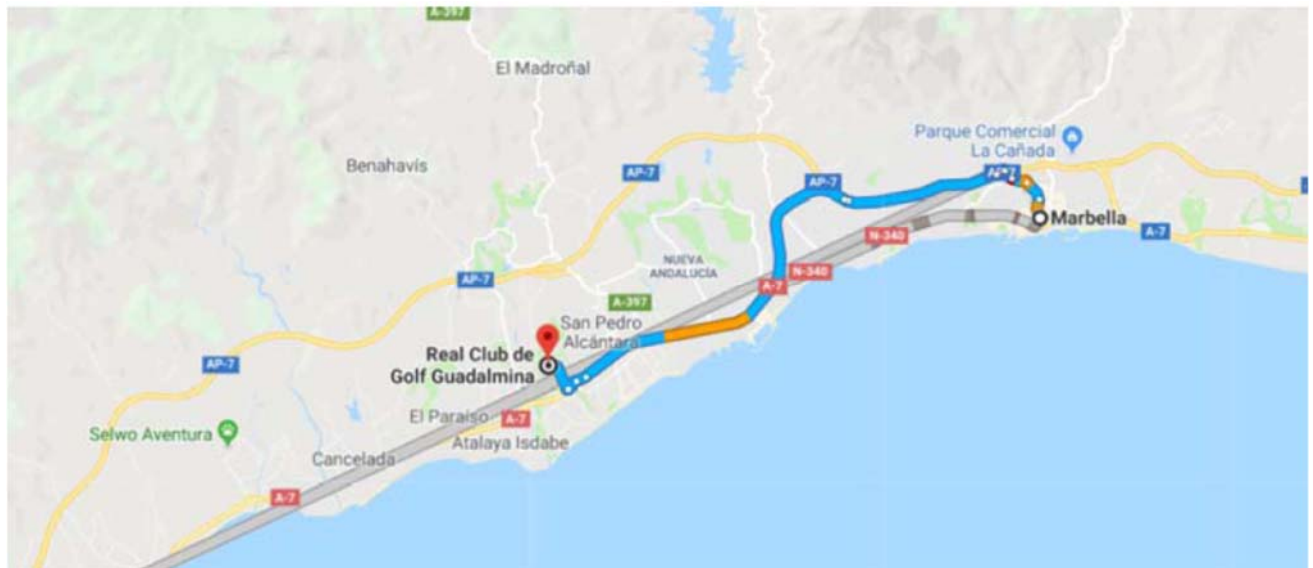 A-397
El Madroñal
Parque Comercial
La Cañada
Benahavís
AP-7
AP-7
AP-7
Marbella
N-340
A-7
NUEVA
ANDALUCÍA
N-340
AP-7
A-7
A-397
San Pedro
Alcántara
Real Club de
Golf Guadalmina
AP-7
El Paraíso
A-7
Selwo Aventura
Atalaya Isdabe
Cancelada
A-7